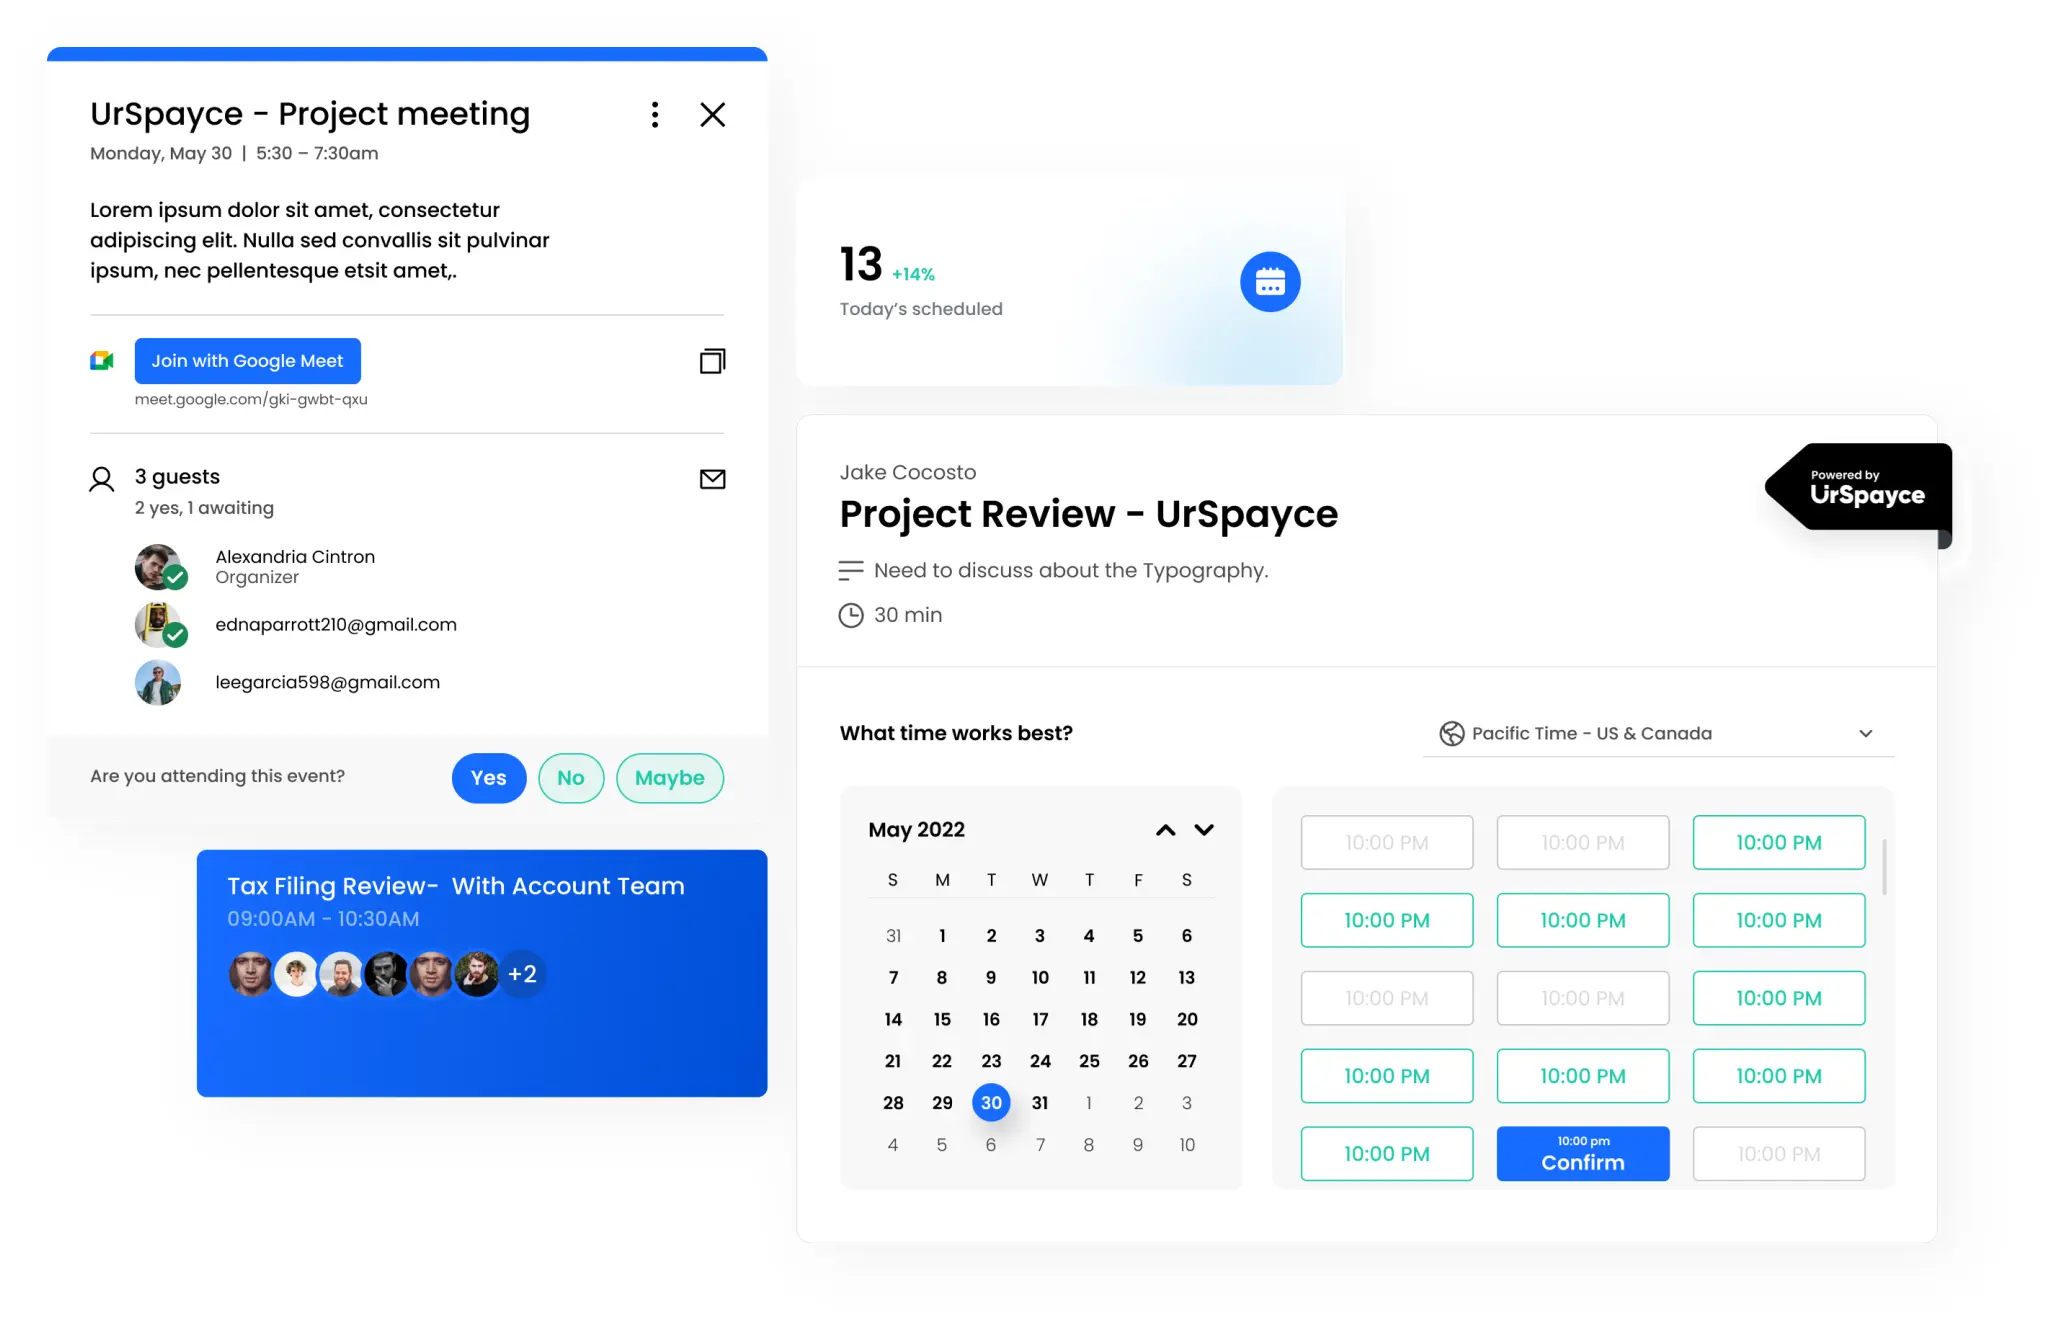 UrSpayce - Project meeting
Monday, May 30 | 5:30 – 7:30am
Lorem ipsum dolor sit amet, consectetur
adipiscing elit. Nulla sed convallis sit pulvinar
ipsum, nec pellentesque etsit amet,.
Join with Google Meet
meet.google.com/gki-gwbt-qxu
3 guests
2 yes, 1 awaiting
Alexandria Cintron
Organizer
ednaparrott210@gmail.com
leegarcia598@gmail.com
Are you attending this event? Yes No Maybe
Tax Filing Review-  With Account Team
09:00AM - 10:30AM
+2
13 +14%
Today’s scheduled
Powered by
UrSpayce
Jake Cocosto
Project Review - UrSpayce
Need to discuss about the Typography.
30 min
What time works best?
Pacific Time - US & Canada
May 2022
S M T W T F S
31 1 2 3 4 5 6
7 8 9 10 11 12 13
14 15 16 17 18 19 20
21 22 23 24 25 26 27
28 29 30 31 1 2 3
4 5 6 7 8 9 10
10:00 PM 10:00 PM 10:00 PM
10:00 PM 10:00 PM 10:00 PM
10:00 PM 10:00 PM 10:00 PM
10:00 PM 10:00 PM 10:00 PM
10:00 PM 10:00 pm 10:00 PM
Confirm